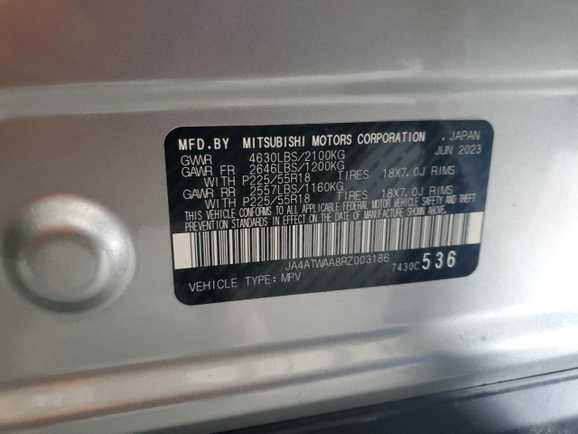 MFD.BY MITSUBISHI MOTORS CORPORATION . JAPAN
GVWR 4630LBS/2100KG JUN 2023
GAWR FR 2646LBS/1200KG
WITH P225/55R18 TIRES 18X7.0J RIMS
GAWR RR 2557LBS/1160KG
WITH P225/55R18 TIRES 18X7.0J RIMS
THIS VEHICLE CONFORMS TO ALL APPLICABLE FEDERAL MOTOR VEHICLE SAFETY AND THEFT
PREVENTION STANDARDS IN EFFECT ON THE DATE OF MANUFACTURE SHOWN ABOVE.
JA4ATWAA8RZ003186
7430C 536
VEHICLE TYPE: MPV